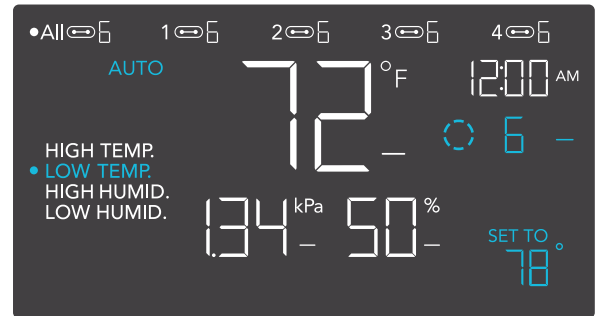 •All 6 1 6 2 6 3 6 4 6
AUTO
72 °F
12:00 AM
6 –
HIGH TEMP.
• LOW TEMP.
HIGH HUMID.
LOW HUMID.
1.34 kPa – 50 % –
SET TO
78°